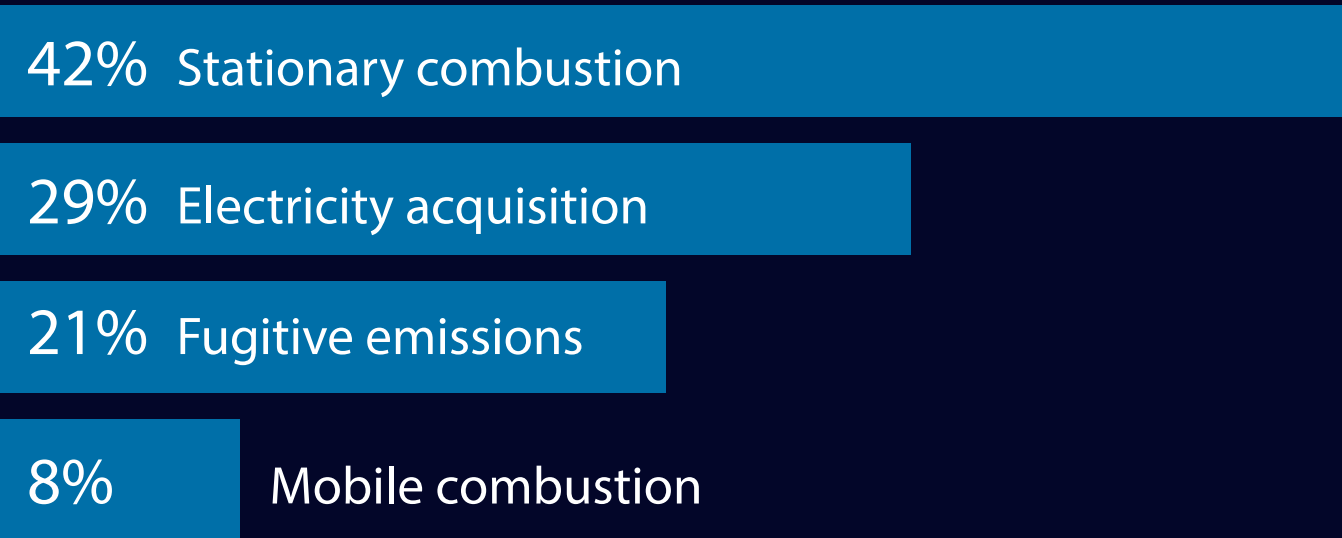 42% Stationary combustion
29% Electricity acquisition
21% Fugitive emissions
8% Mobile combustion